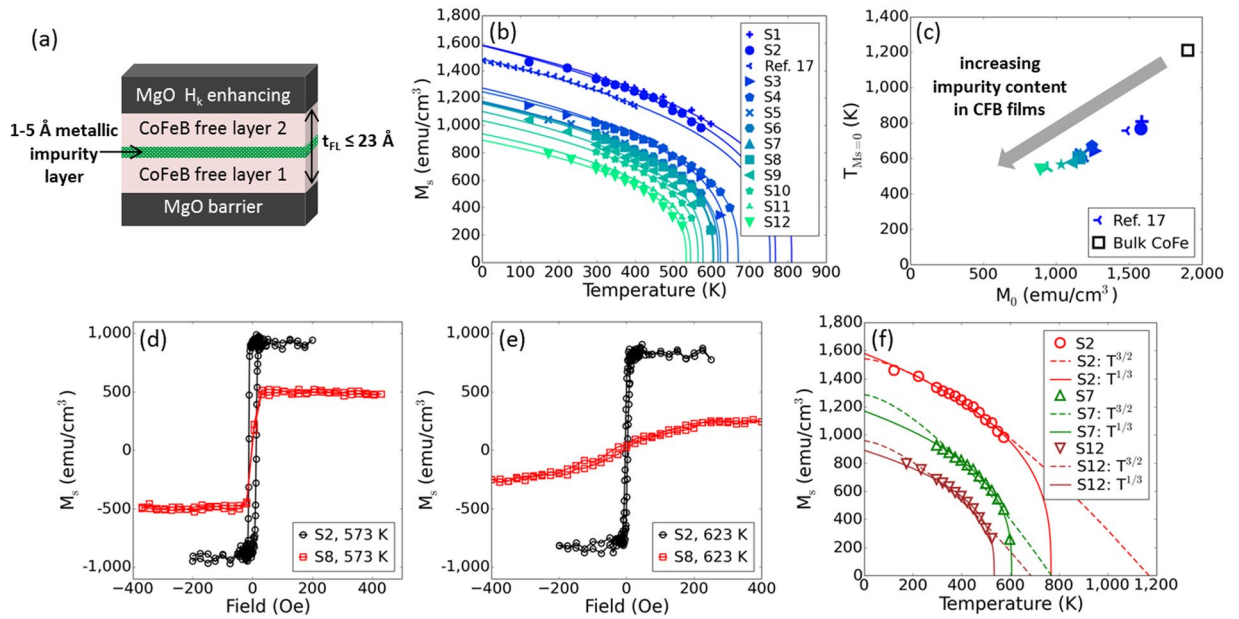 (a)
MgO H_k enhancing
CoFeB free layer 2
1-5 Å metallic
impurity
layer
t_FL ≤ 23 Å
CoFeB free layer 1
MgO barrier
(b)
M_s (emu/cm³)
1,800
1,600
1,400
1,200
1,000
800
600
400
200
0
0 100 200 300 400 500 600 700 800 900
Temperature (K)
S1
S2
Ref. 17
S3
S4
S5
S6
S7
S8
S9
S10
S11
S12
(c)
T_Ms=0 (K)
1,400
1,200
1,000
800
600
400
200
0
increasing
impurity content
in CFB films
Ref. 17
Bulk CoFe
0 500 1,000 1,500 2,000
M_0 (emu/cm³)
(d)
M_s (emu/cm³)
1,000
500
0
−500
−1,000
S2, 573 K
S8, 573 K
−400 −200 0 200 400
Field (Oe)
(e)
M_s (emu/cm³)
1,000
500
0
−500
−1,000
S2, 623 K
S8, 623 K
−400 −200 0 200 400
Field (Oe)
(f)
M_s (emu/cm³)
1,800
1,600
1,400
1,200
1,000
800
600
400
200
0
S2
S2: T^3/2
S2: T^1/3
S7
S7: T^3/2
S7: T^1/3
S12
S12: T^3/2
S12: T^1/3
0 200 400 600 800 1,000 1,200
Temperature (K)